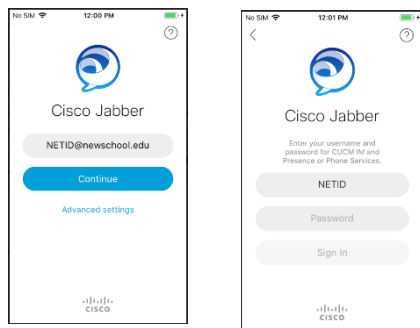 No SIM 12:00 PM
?
Cisco Jabber
NETID@newschool.edu
Continue
Advanced settings
CISCO
No SIM 12:01 PM
?
Cisco Jabber
Enter your username and
password for CUCM IM and
Presence or Phone Services.
NETID
Password
Sign In
CISCO